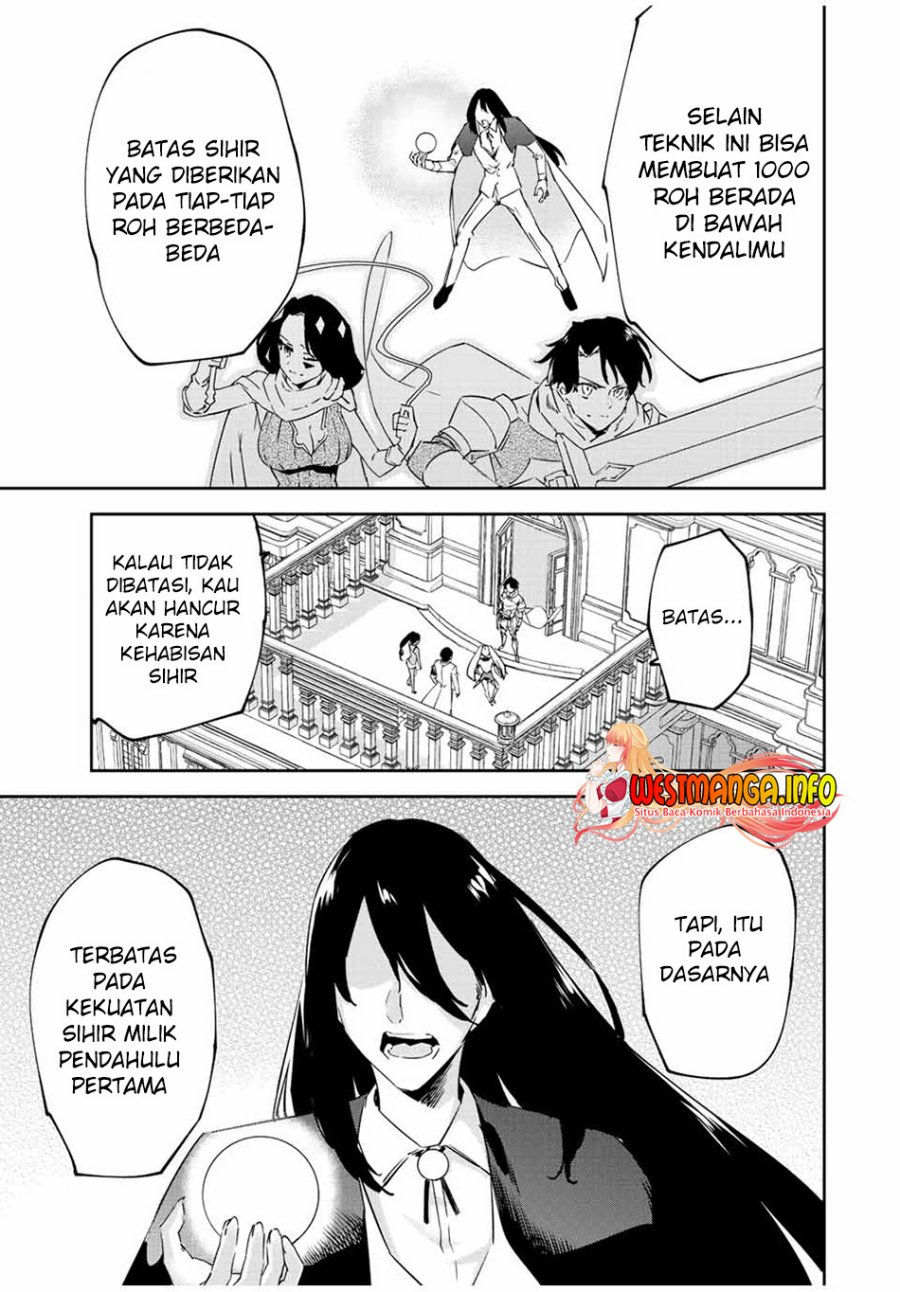 SELAIN
TEKNIK INI BISA
MEMBUAT 1000
ROH BERADA
DI BAWAH
KENDALIMU
BATAS SIHIR
YANG DIBERIKAN
PADA TIAP-TIAP
ROH BERBEDA-
BEDA
BATAS...
KALAU TIDAK
DIBATASI, KAU
AKAN HANCUR
KARENA
KEHABISAN
SIHIR
WESTMANGA.INFO
Situs Baca Komik Berbahasa Indonesia
TAPI, ITU
PADA
DASARNYA
TERBATAS
PADA
KEKUATAN
SIHIR MILIK
PENDAHULU
PERTAMA